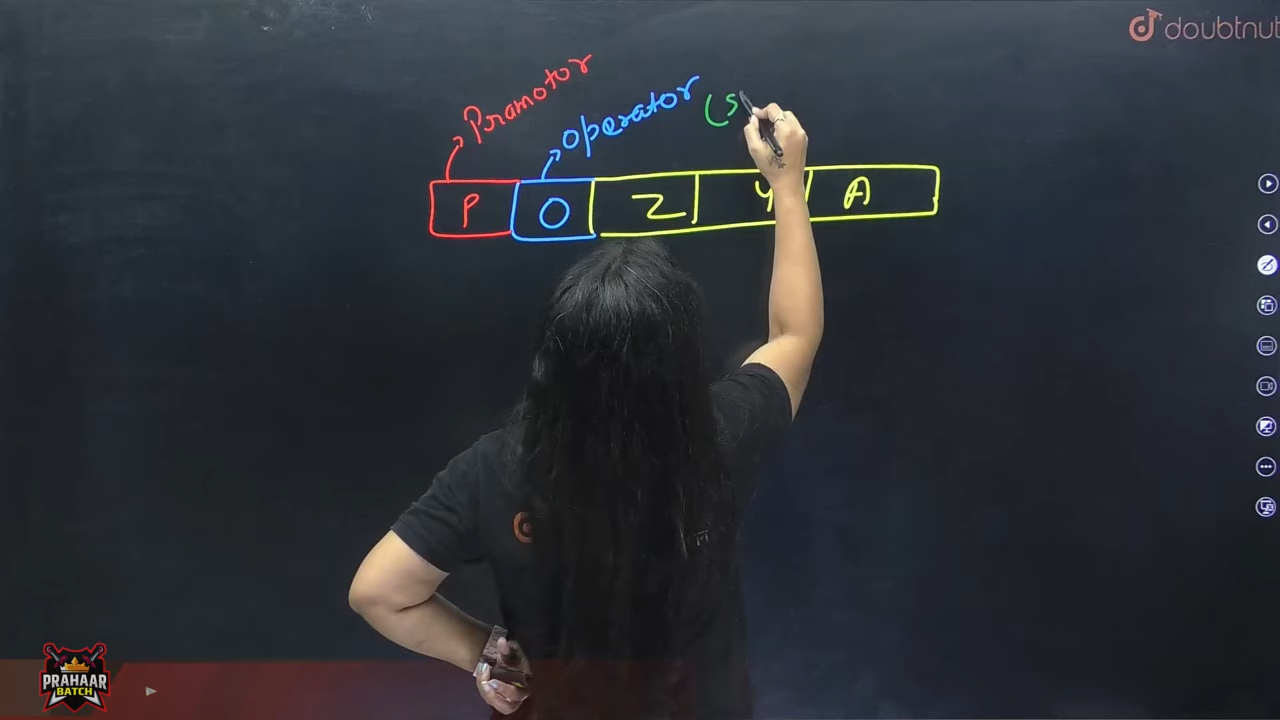 doubtnut
Pramotor
Operator (S
P O Z Y A
PRAHAAR
BATCH